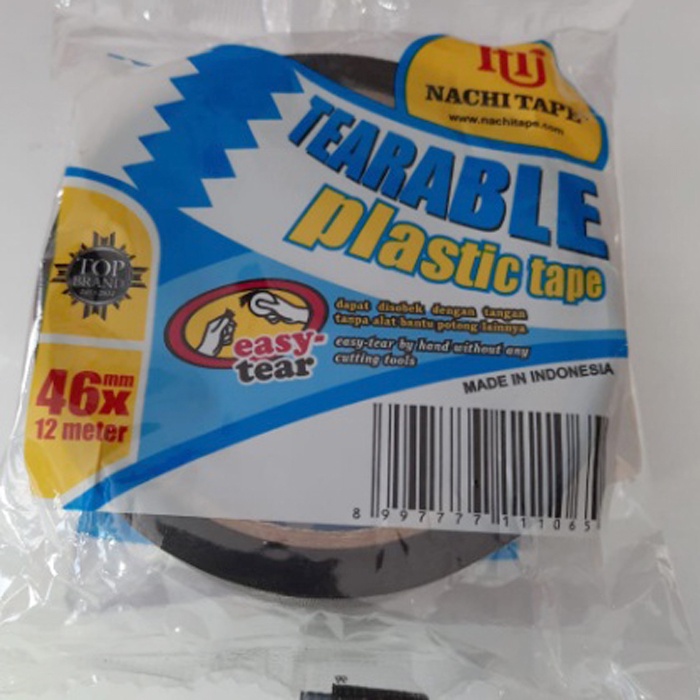 NACHI TAPE
www.nachitape.com
TEARABLE
plastic tape
TOP
BRAND
easy-
tear
dapat disobek dengan tangan
tanpa alat bantu potong lainnya
easy-tear by hand without any
cutting tools
46mm x
12 meter
MADE IN INDONESIA
8 997777 111065